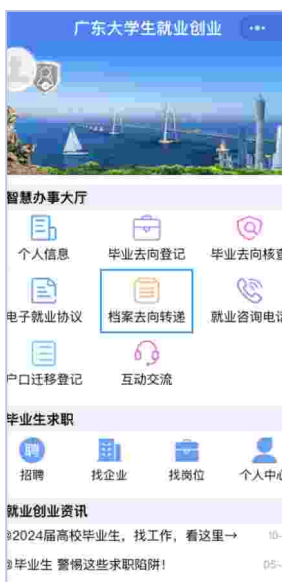 广东大学生就业创业
智慧办事大厅
个人信息 毕业去向登记 毕业去向核查
电子就业协议 档案去向转递 就业咨询电话
户口迁移登记 互动交流
毕业生求职
聘
招聘 找企业 找岗位 个人中心
就业创业资讯
2024届高校毕业生，找工作，看这里→ 10-
毕业生 警惕这些求职陷阱！ 05-